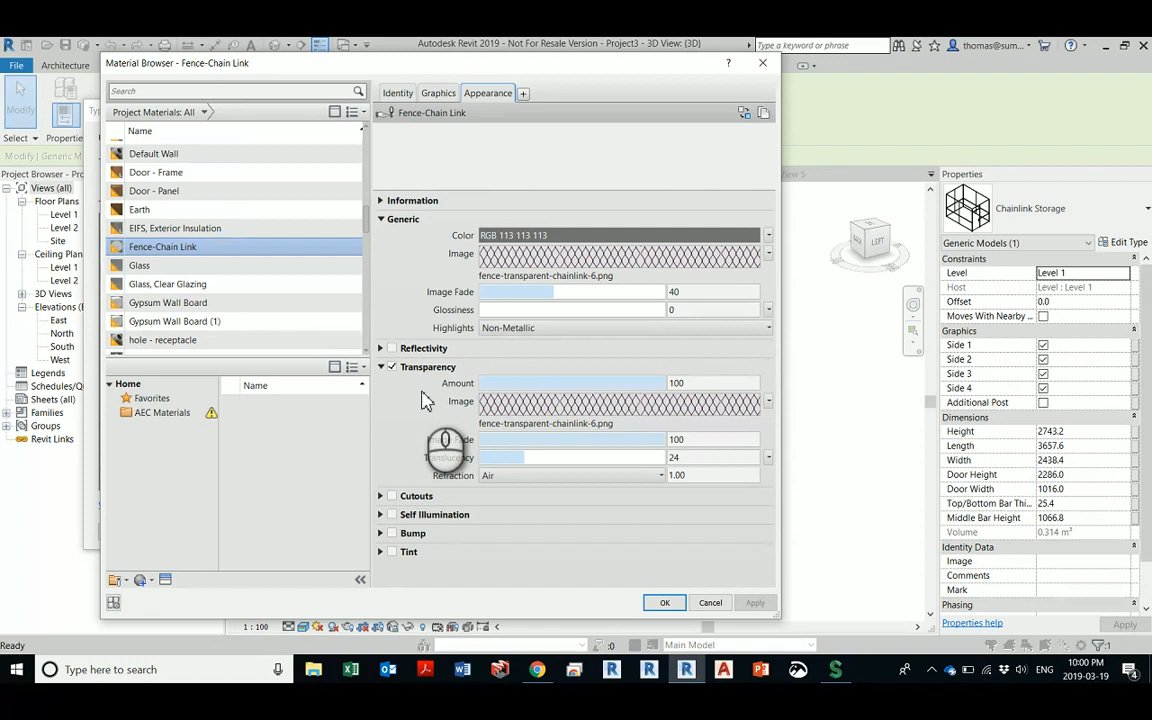 Autodesk Revit 2019 - Not For Resale Version - Project3 - 3D View: {3D}
Type a keyword or phrase
thomas@sum...
File
Architecture
Modify
Select
Properties
Modify | Generic M
Material Browser - Fence-Chain Link
Search
Project Materials: All
Name
Default Wall
Door - Frame
Door - Panel
Earth
EIFS, Exterior Insulation
Fence-Chain Link
Glass
Glass, Clear Glazing
Gypsum Wall Board
Gypsum Wall Board (1)
hole - receptacle
Home
Favorites
AEC Materials
Name
Identity
Graphics
Appearance
Fence-Chain Link
Information
Generic
Color
RGB 113 113 113
Image
fence-transparent-chainlink-6.png
Image Fade
40
Glossiness
0
Highlights
Non-Metallic
Reflectivity
Transparency
Amount
100
Image
fence-transparent-chainlink-6.png
100
24
Refraction
Air
1.00
Cutouts
Self Illumination
Bump
Tint
OK
Cancel
Apply
Project Browser - P
Views (all)
Floor Plans
Level 1
Level 2
Site
Ceiling Plan
Level 1
Level 2
3D Views
Elevations (B
East
North
South
West
Legends
Schedules/Qu
Sheets (all)
Families
Groups
Revit Links
View 5
BACK
LEFT
Properties
Chainlink Storage
Generic Models (1)
Edit Type
Constraints
Level
Level 1
Host
Level : Level 1
Offset
0.0
Moves With Nearby ...
Graphics
Side 1
Side 2
Side 3
Side 4
Additional Post
Dimensions
Height
2743.2
Length
3657.6
Width
2438.4
Door Height
2286.0
Door Width
1016.0
Top/Bottom Bar Thi...
25.4
Middle Bar Height
1066.8
Volume
0.314 m³
Identity Data
Image
Comments
Mark
Phasing
Properties help
Apply
1 : 100
Ready
:0
Main Model
:1
Type here to search
ENG
10:00 PM
2019-03-19
4